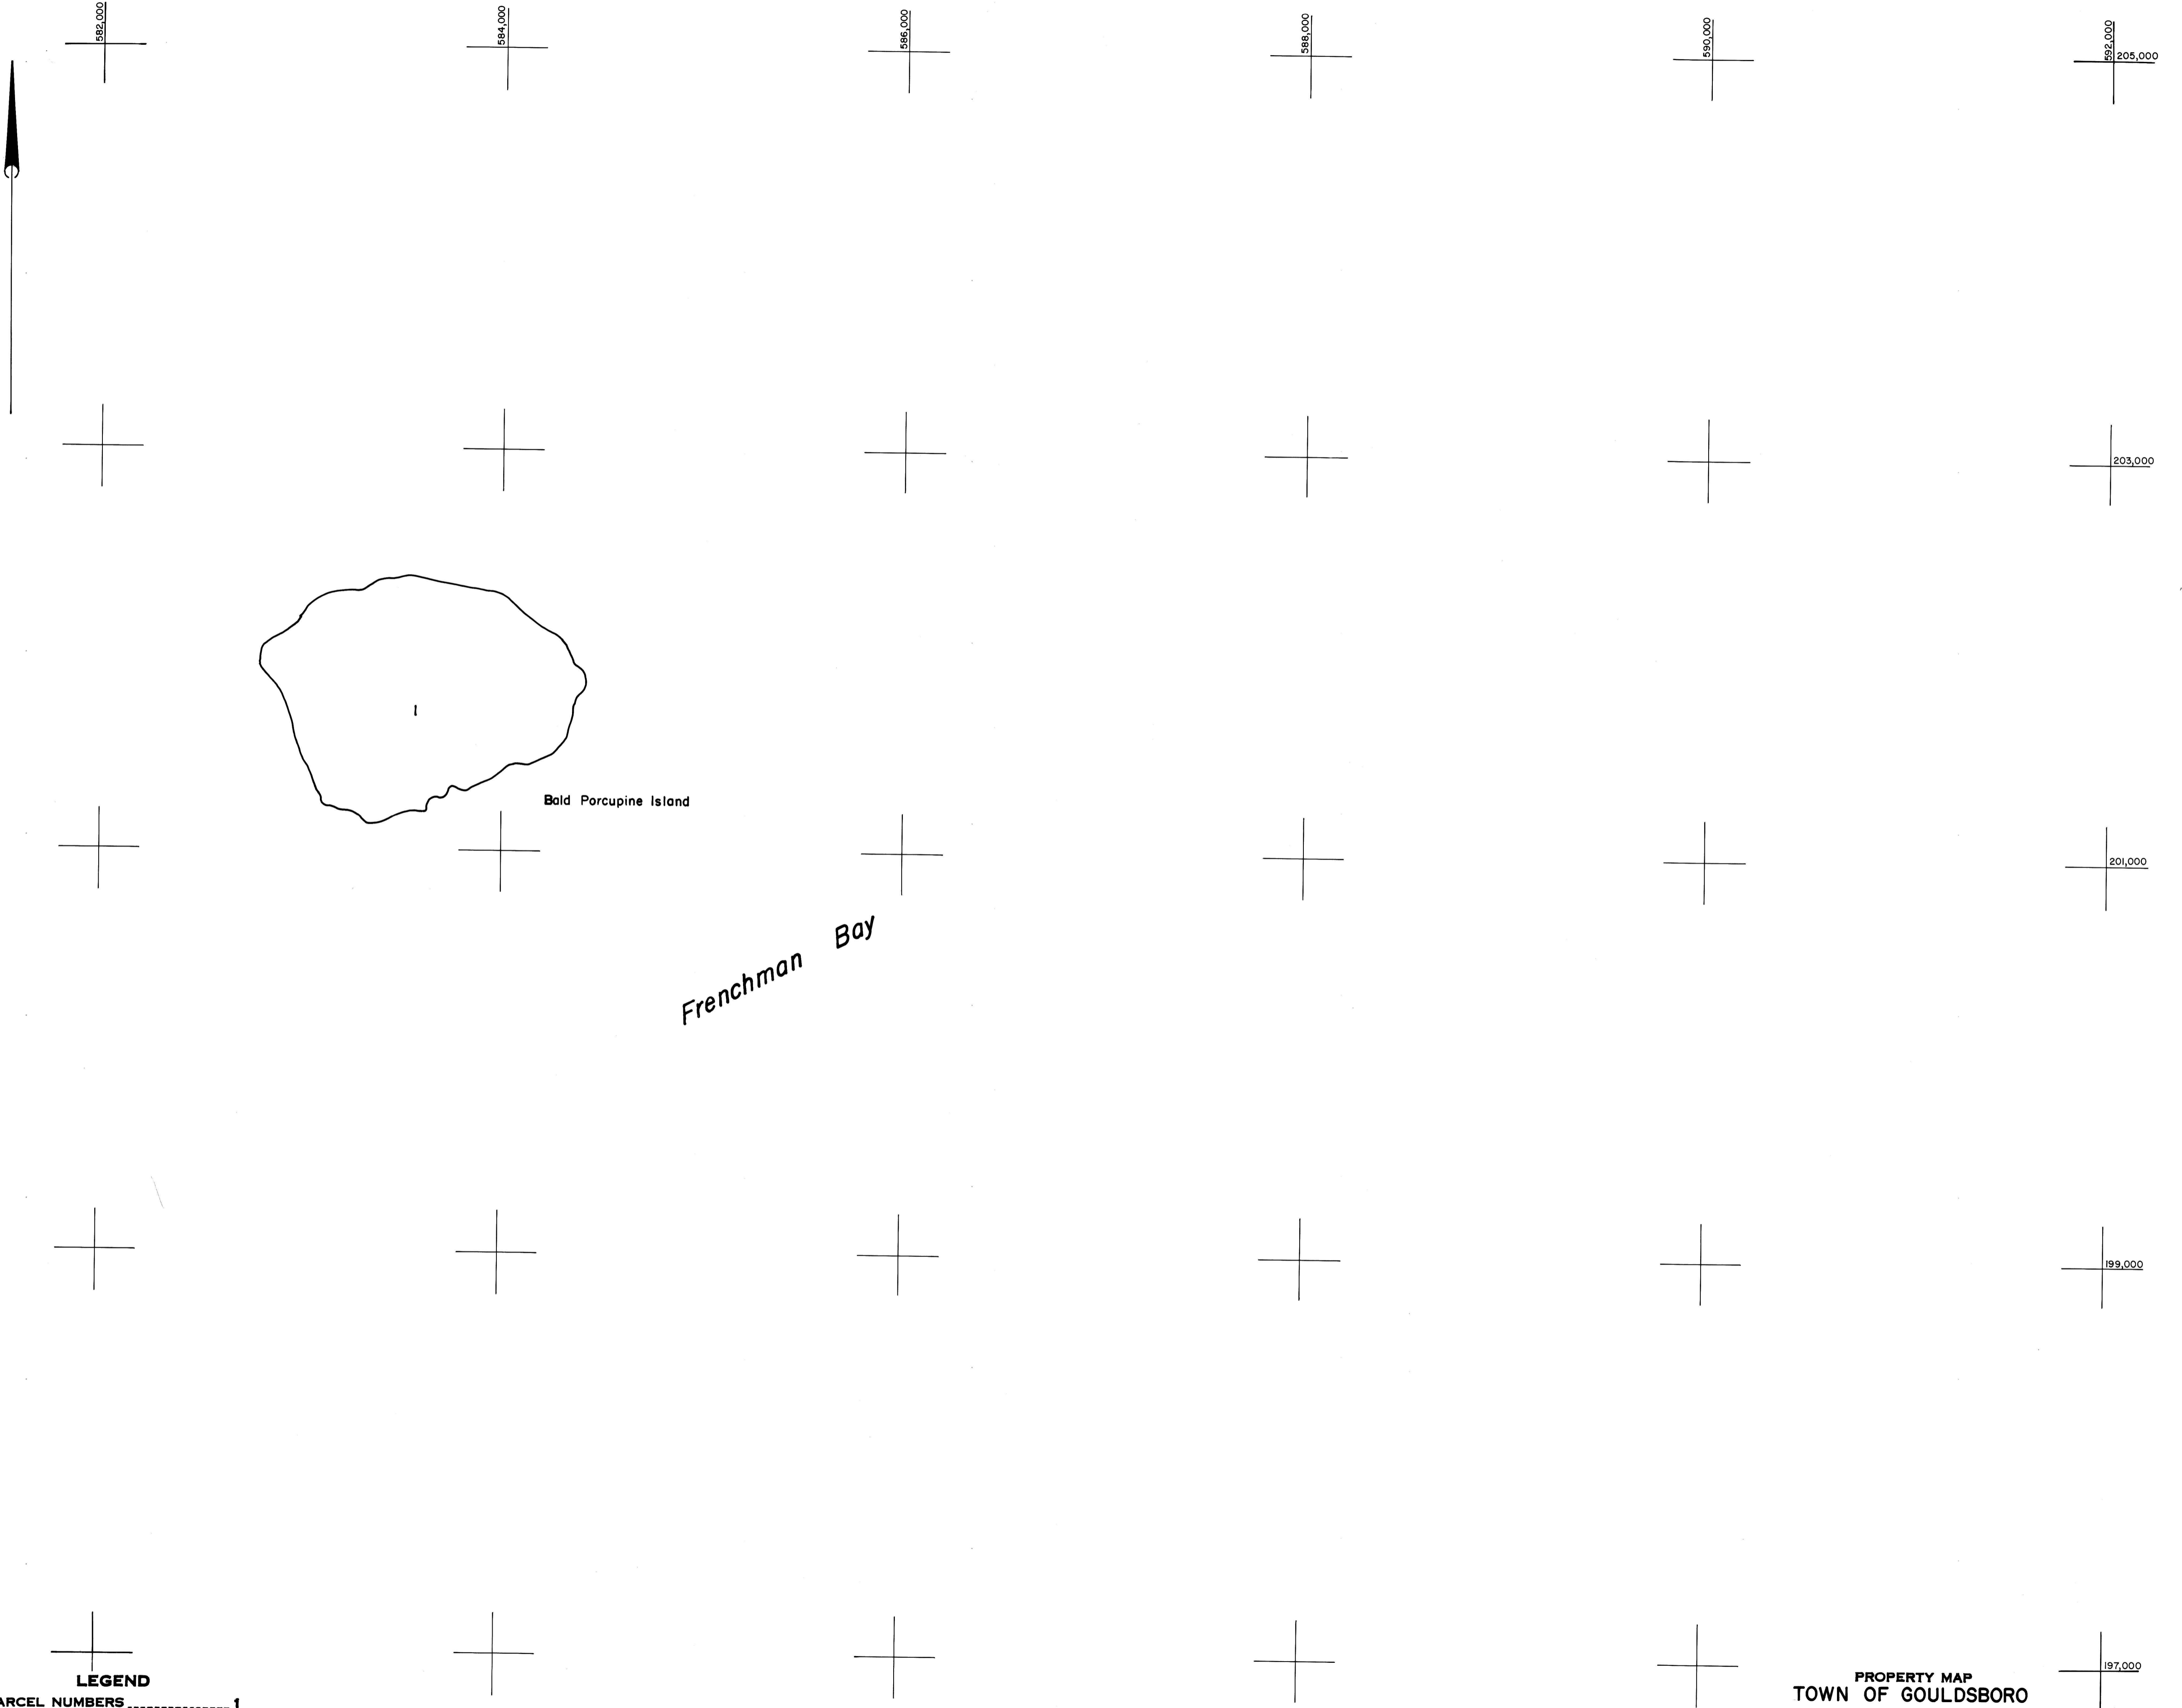 582,000
584,000
586,000
588,000
590,000
592,000
205,000
203,000
1
Bald Porcupine Island
201,000
Frenchman Bay
199,000
197,000
LEGEND
ARCEL NUMBERS 1
PROPERTY MAP
TOWN OF GOULDSBORO